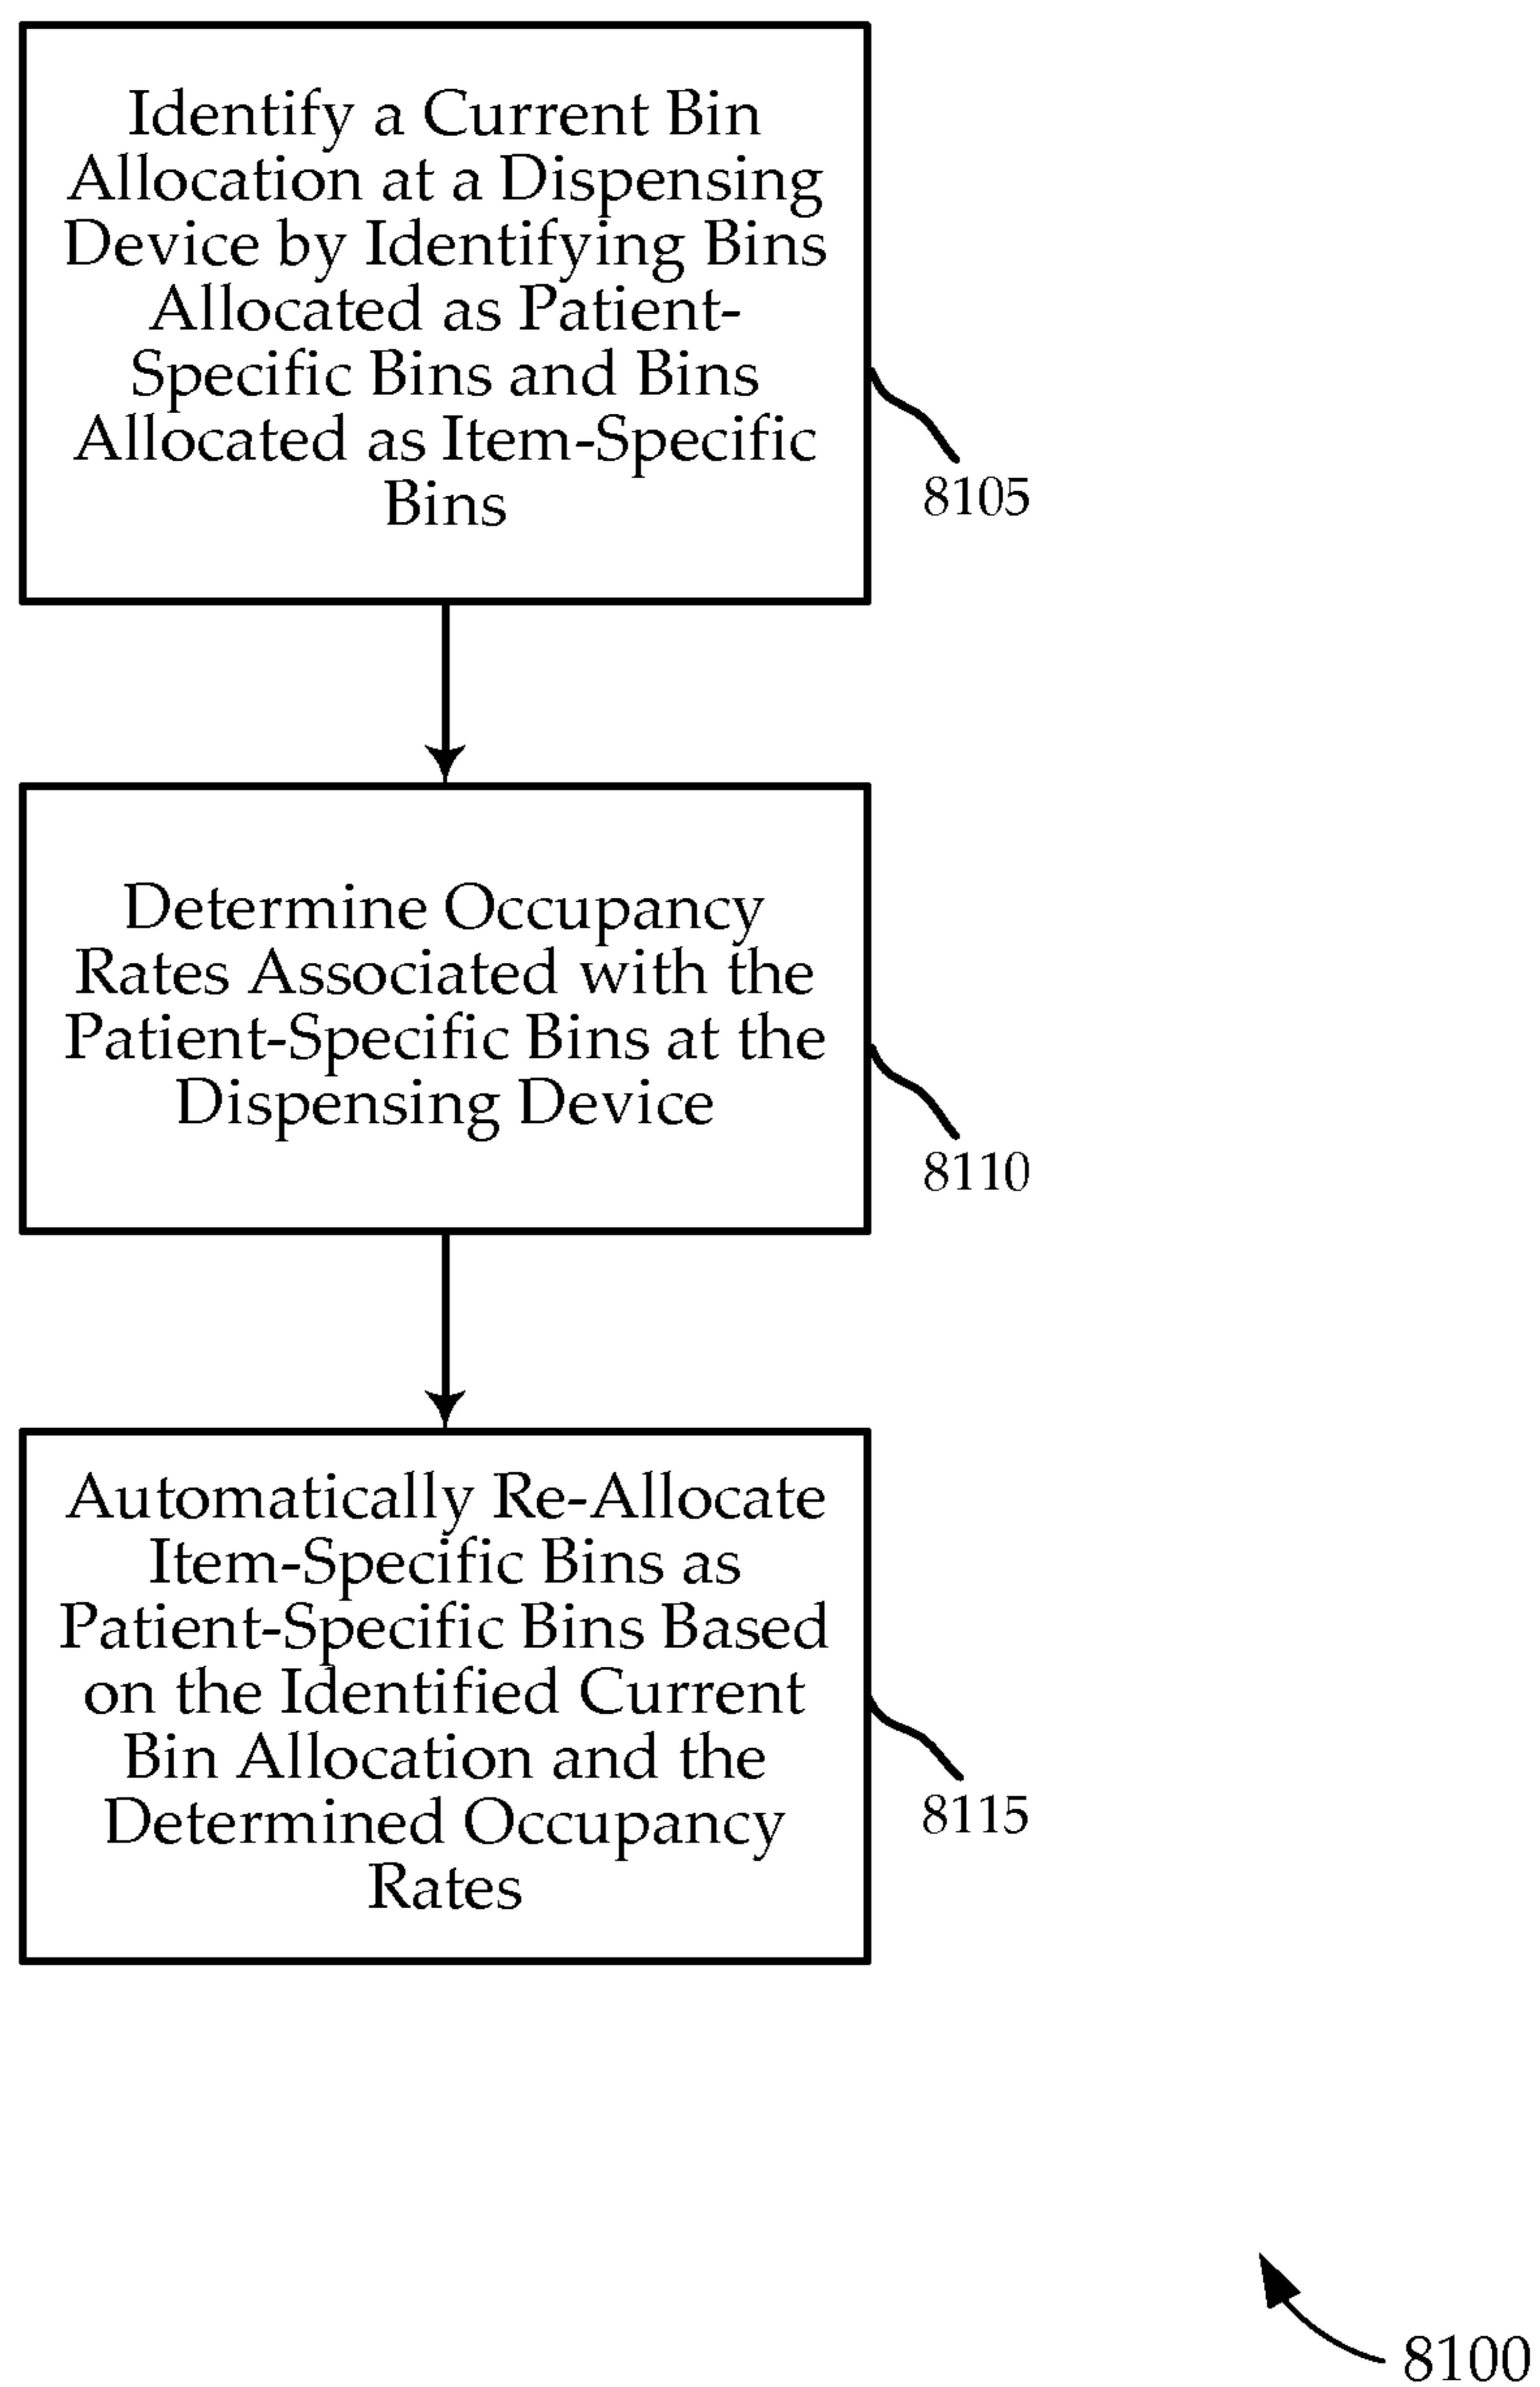 Identify a Current Bin
Allocation at a Dispensing
Device by Identifying Bins
Allocated as Patient-
Specific Bins and Bins
Allocated as Item-Specific
Bins
8105
Determine Occupancy
Rates Associated with the
Patient-Specific Bins at the
Dispensing Device
8110
Automatically Re-Allocate
Item-Specific Bins as
Patient-Specific Bins Based
on the Identified Current
Bin Allocation and the
Determined Occupancy
Rates
8115
8100